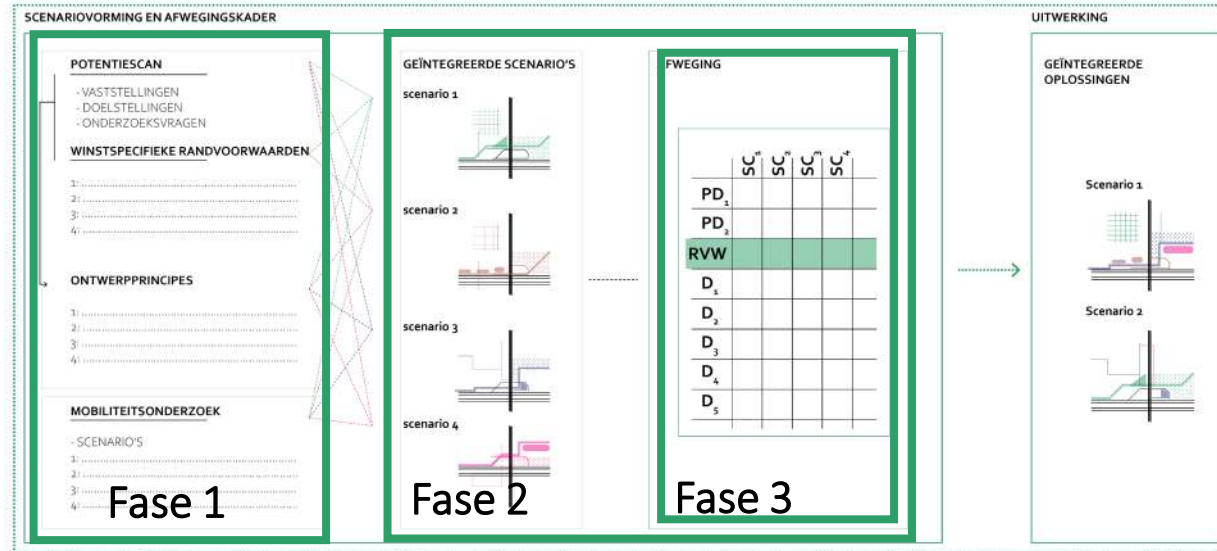 SCENARIOVORMING EN AFWEGINGSKADER
POTENTIESCAN
- VASTSTELLINGEN
- DOELSTELLINGEN
- ONDERZOEKSVRAGEN
WINSTSPECIFIEKE RANDVOORWAARDEN
1:
2:
3:
4:
ONTWERPPRINCIPES
1:
2:
3:
4:
MOBILITEITSONDERZOEK
- SCENARIO'S
1:
2:
3:
4:
Fase 1
GEÏNTEGREERDE SCENARIO'S
scenario 1
scenario 2
scenario 3
scenario 4
Fase 2
FWEGING
SC1 SC2 SC3 SC4
PD1
PD2
RVW
D1
D2
D3
D4
D5
Fase 3
UITWERKING
GEÏNTEGREERDE
OPLOSSINGEN
Scenario 1
Scenario 2